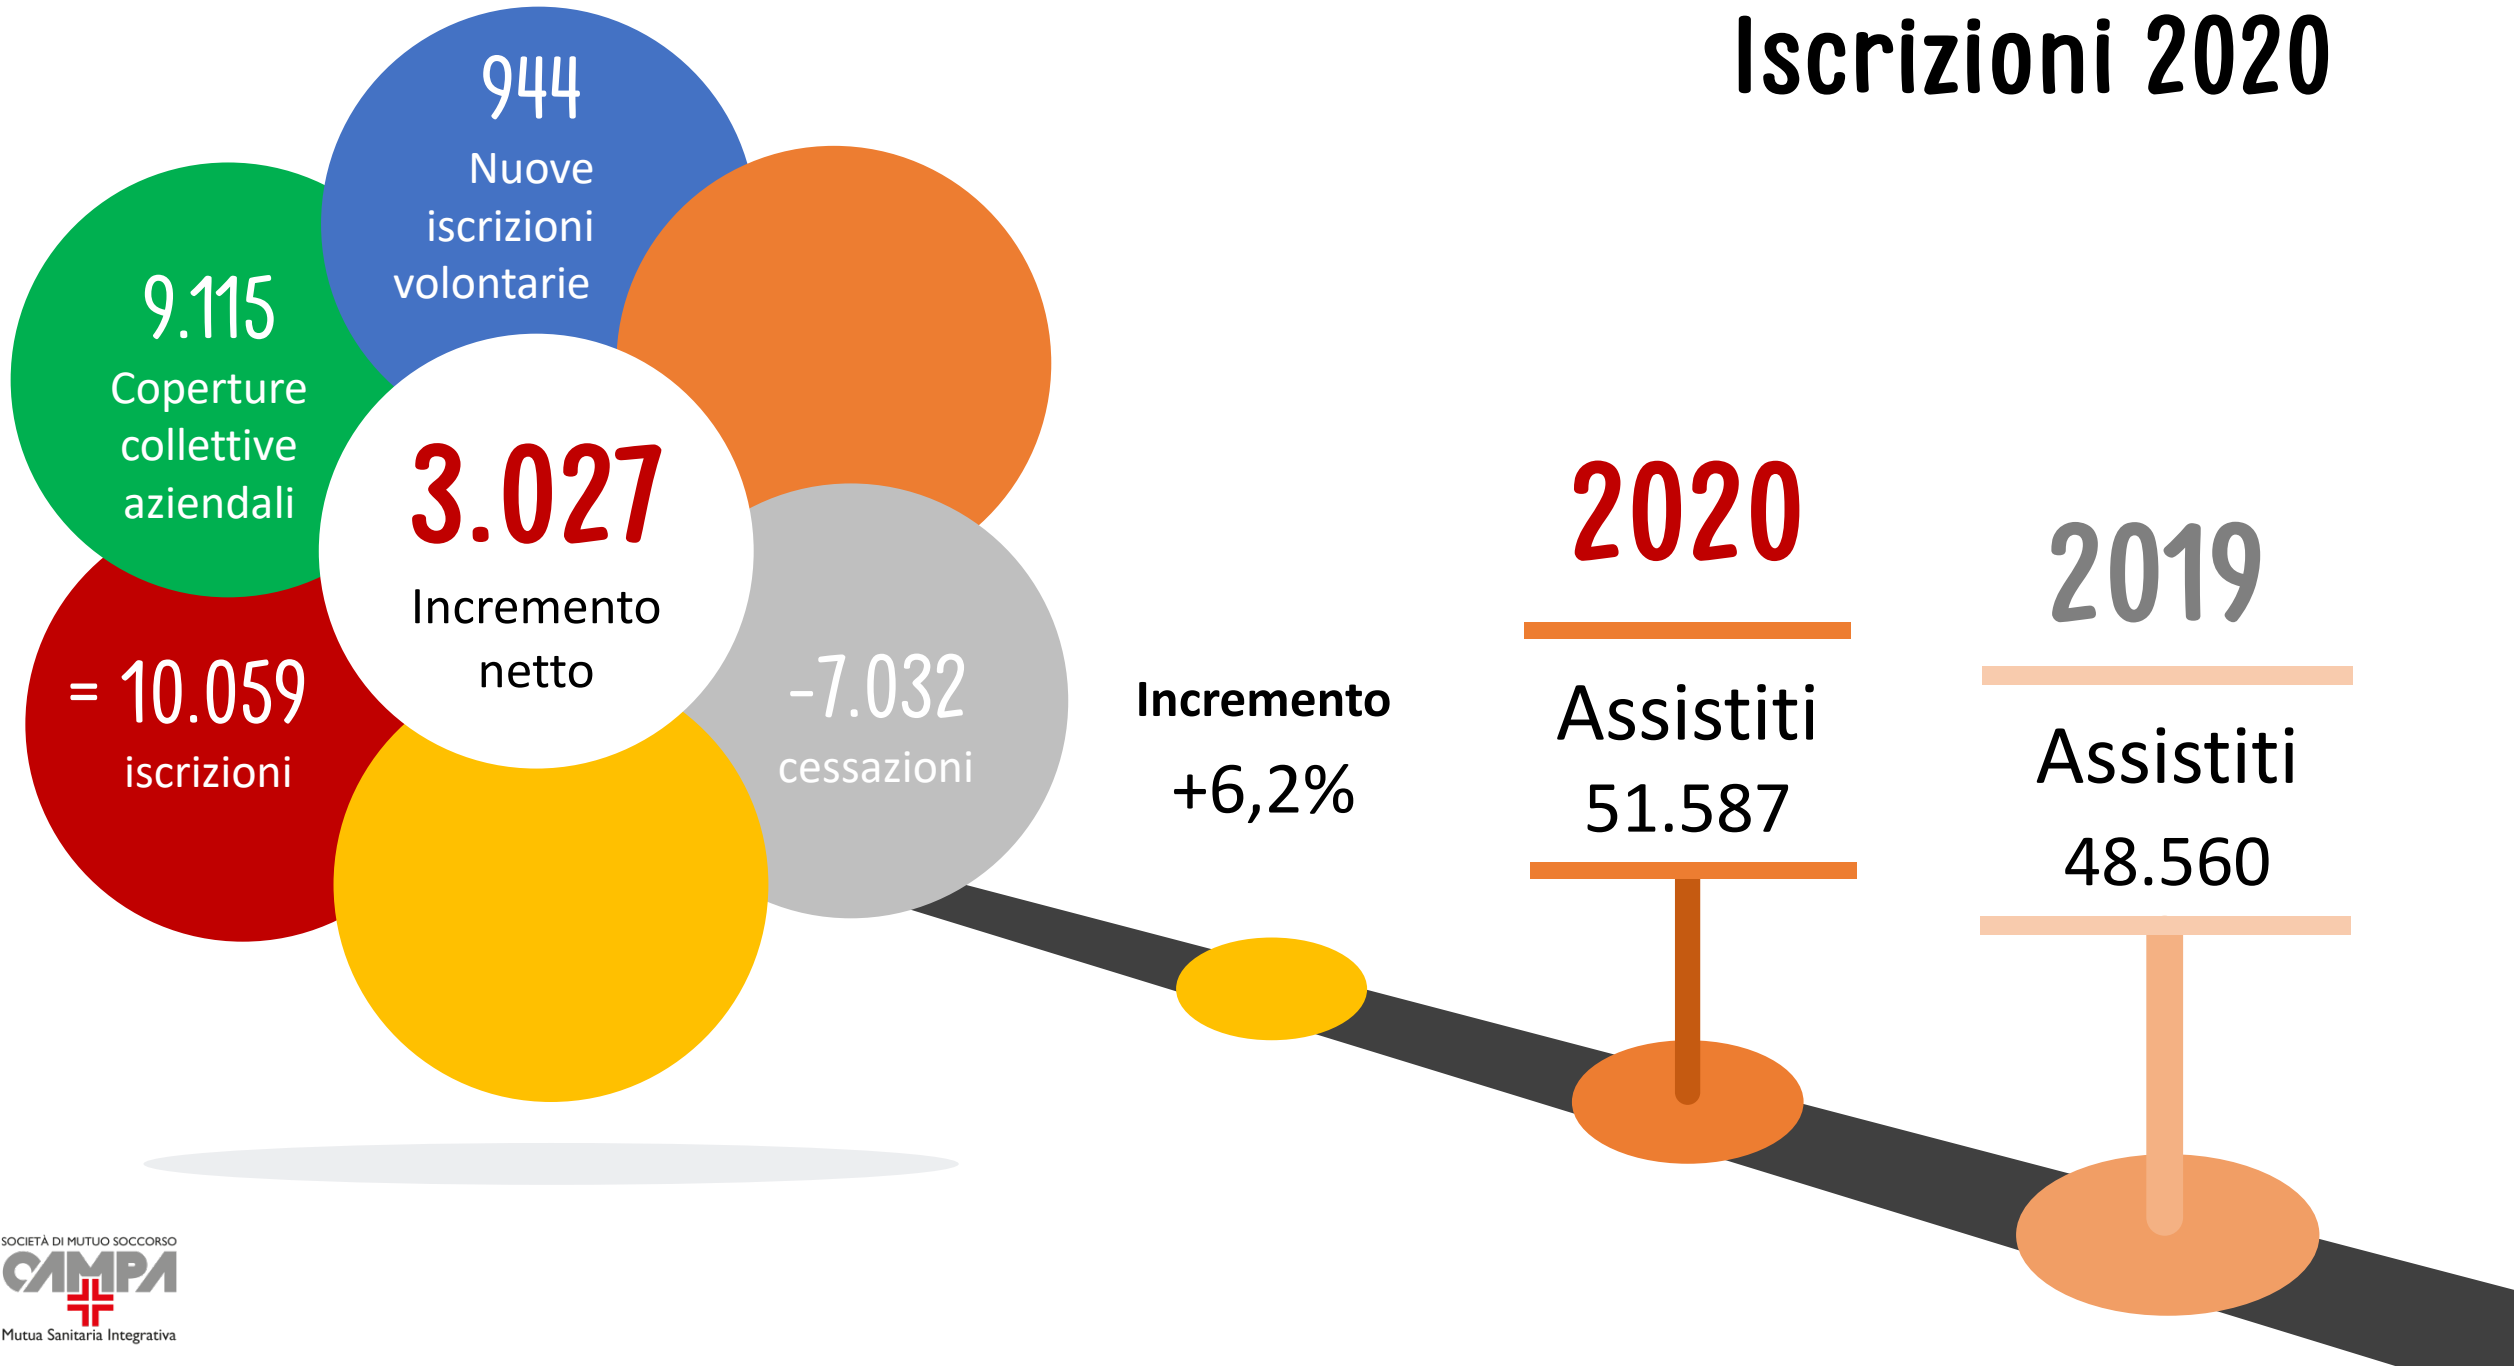 Iscrizioni 2020
944
Nuove
iscrizioni
volontarie
9.115
Coperture
collettive
aziendali
= 10.059
iscrizioni
3.027
Incremento
netto
-7.032
cessazioni
Incremento
+6,2%
2020
Assistiti
51.587
2019
Assistiti
48.560
SOCIETÀ DI MUTUO SOCCORSO
CAMPA
Mutua Sanitaria Integrativa